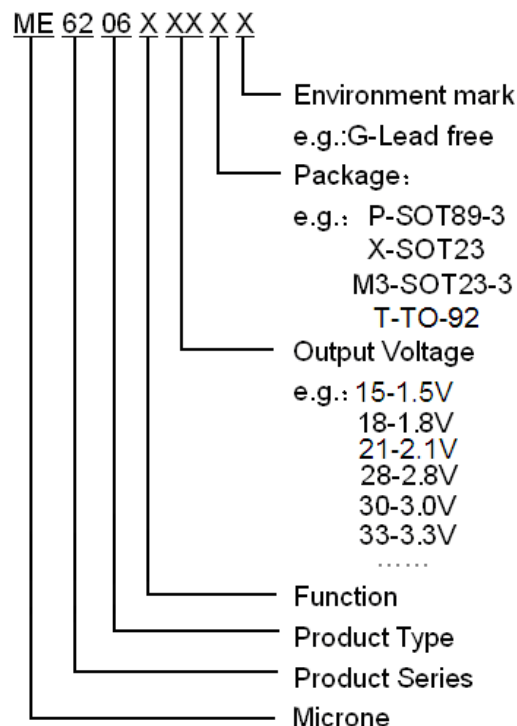 ME 62 06 X XX X X
Environment mark
e.g.:G-Lead free
Package:
e.g.: P-SOT89-3
X-SOT23
M3-SOT23-3
T-TO-92
Output Voltage
e.g.: 15-1.5V
18-1.8V
21-2.1V
28-2.8V
30-3.0V
33-3.3V
……
Function
Product Type
Product Series
Microne